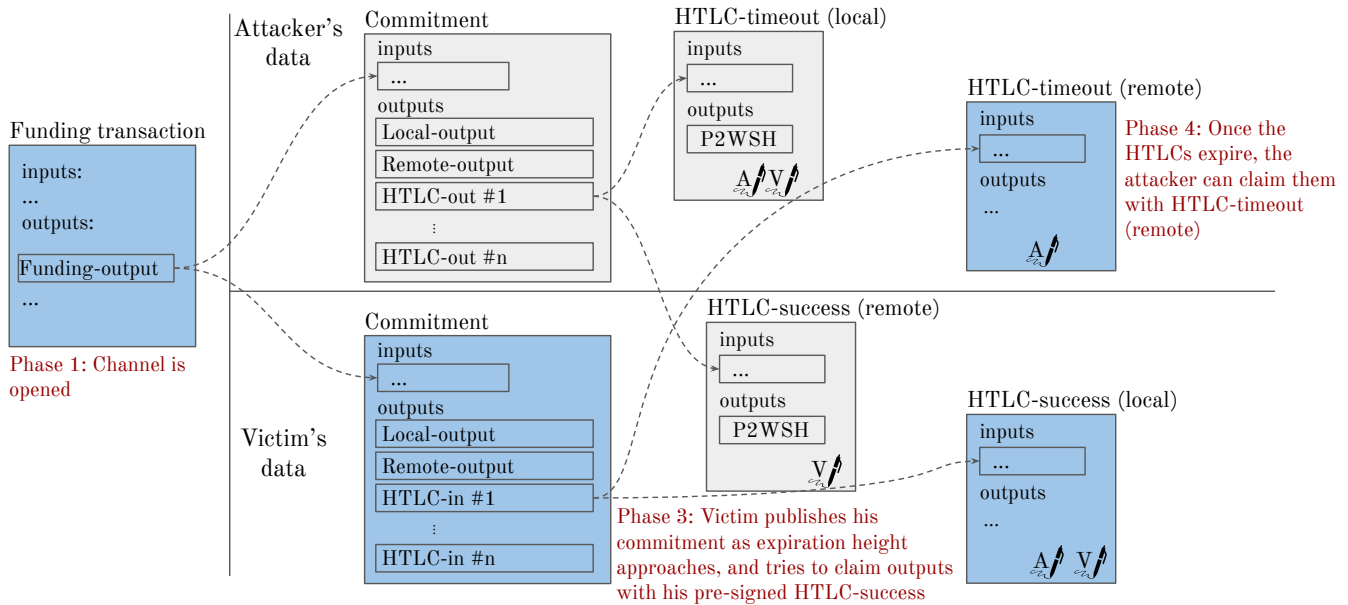 Attacker's
data
Funding transaction
inputs:
...
outputs:
Funding-output
...
Phase 1: Channel is
opened
Commitment
inputs
...
outputs
Local-output
Remote-output
HTLC-out #1
...
HTLC-out #n
HTLC-timeout (local)
inputs
...
outputs
P2WSH
A V
HTLC-timeout (remote)
inputs
...
outputs
...
A
Phase 4: Once the
HTLCs expire, the
attacker can claim them
with HTLC-timeout
(remote)
Victim's
data
Commitment
inputs
...
outputs
Local-output
Remote-output
HTLC-in #1
...
HTLC-in #n
HTLC-success (remote)
inputs
...
outputs
P2WSH
V
Phase 3: Victim publishes his
commitment as expiration height
approaches, and tries to claim outputs
with his pre-signed HTLC-success
HTLC-success (local)
inputs
...
outputs
...
A V